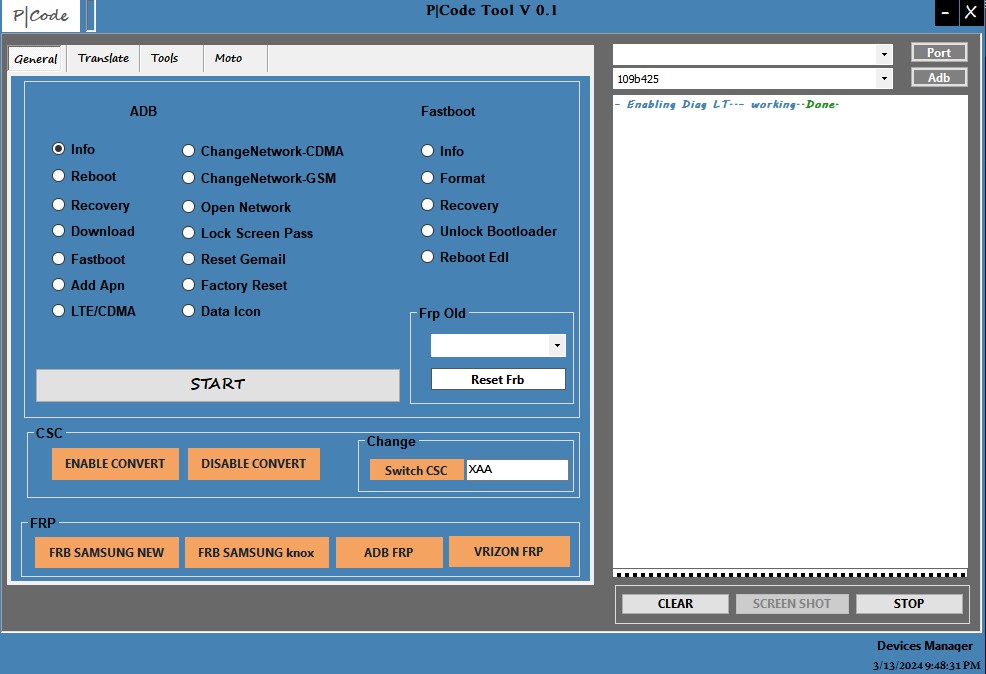 P|Code
P|Code Tool V 0.1
- X
General Translate Tools Moto
Port
109b425
Adb
- Enabling Diag LT--- working--Done-
ADB
Fastboot
Info
ChangeNetwork-CDMA
Info
Reboot
ChangeNetwork-GSM
Format
Recovery
Open Network
Recovery
Download
Lock Screen Pass
Unlock Bootloader
Fastboot
Reset Gemail
Reboot Edl
Add Apn
Factory Reset
LTE/CDMA
Data Icon
Frp Old
START
Reset Frb
CSC
ENABLE CONVERT
DISABLE CONVERT
Change
Switch CSC
XAA
FRP
FRB SAMSUNG NEW
FRB SAMSUNG knox
ADB FRP
VRIZON FRP
CLEAR
SCREEN SHOT
STOP
Devices Manager
3/13/2024 9:48:31 PM